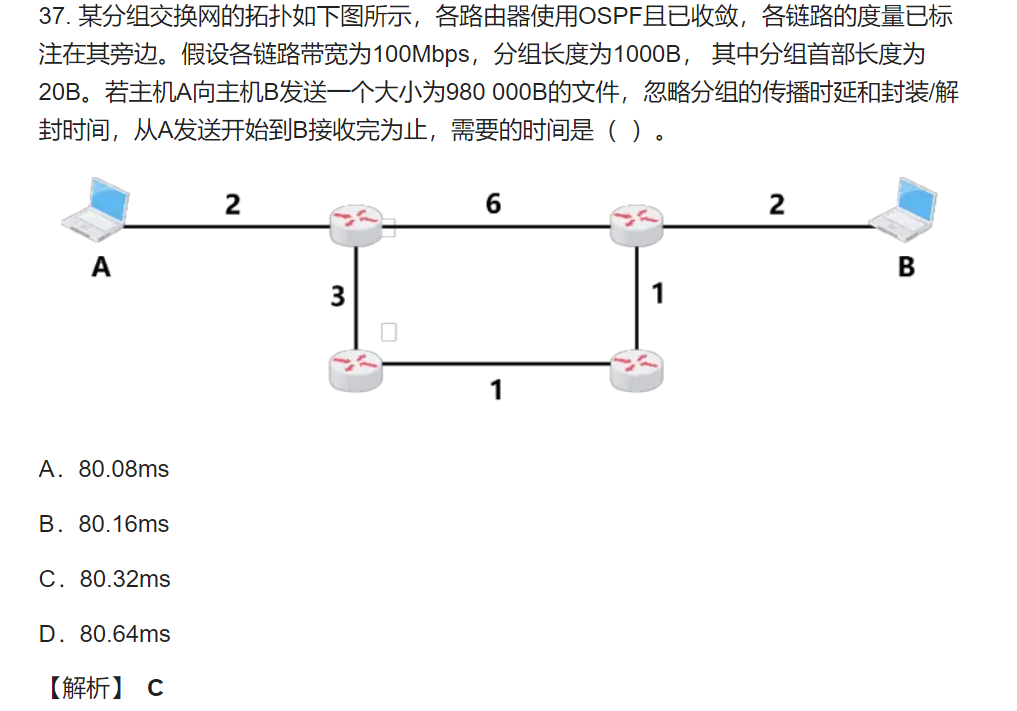 37. 某分组交换网的拓扑如下图所示，各路由器使用OSPF且已收敛，各链路的度量已标
注在其旁边。假设各链路带宽为100Mbps，分组长度为1000B， 其中分组首部长度为
20B。若主机A向主机B发送一个大小为980 000B的文件，忽略分组的传播时延和封装/解
封时间，从A发送开始到B接收完为止，需要的时间是（ ）。
2
6
2
A
B
3
1
1
A. 80.08ms
B. 80.16ms
C. 80.32ms
D. 80.64ms
【解析】 C